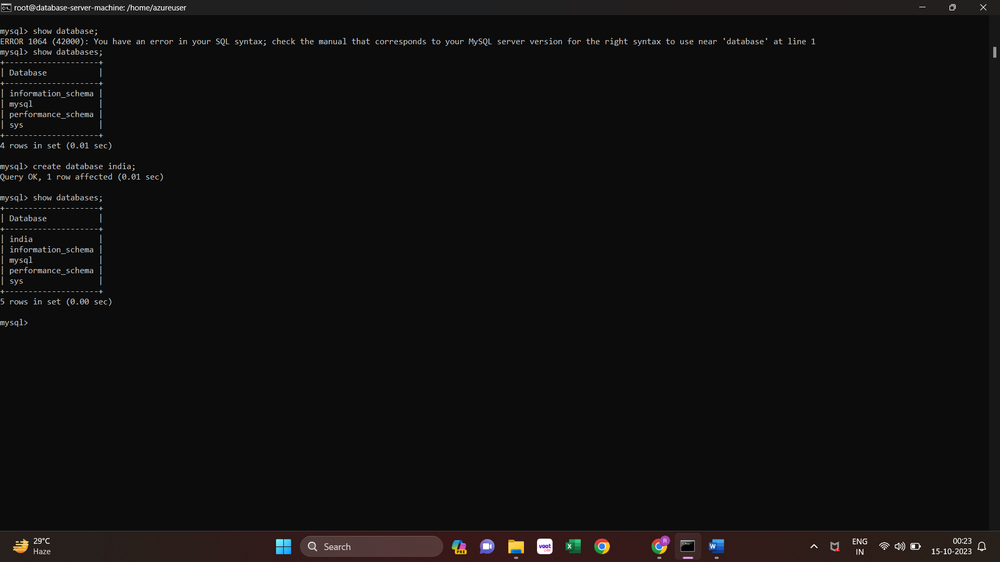 root@database-server-machine: /home/azureuser
mysql> show database;
ERROR 1064 (42000): You have an error in your SQL syntax; check the manual that corresponds to your MySQL server version for the right syntax to use near 'database' at line 1
mysql> show databases;
+--------------------+
| Database           |
+--------------------+
| information_schema |
| mysql              |
| performance_schema |
| sys                |
+--------------------+
4 rows in set (0.01 sec)
mysql> create database india;
Query OK, 1 row affected (0.01 sec)
mysql> show databases;
+--------------------+
| Database           |
+--------------------+
| india              |
| information_schema |
| mysql              |
| performance_schema |
| sys                |
+--------------------+
5 rows in set (0.00 sec)
mysql>
29°C
Haze
Search
PRE
voot
Lite
R
ENG
IN
00:23
15-10-2023